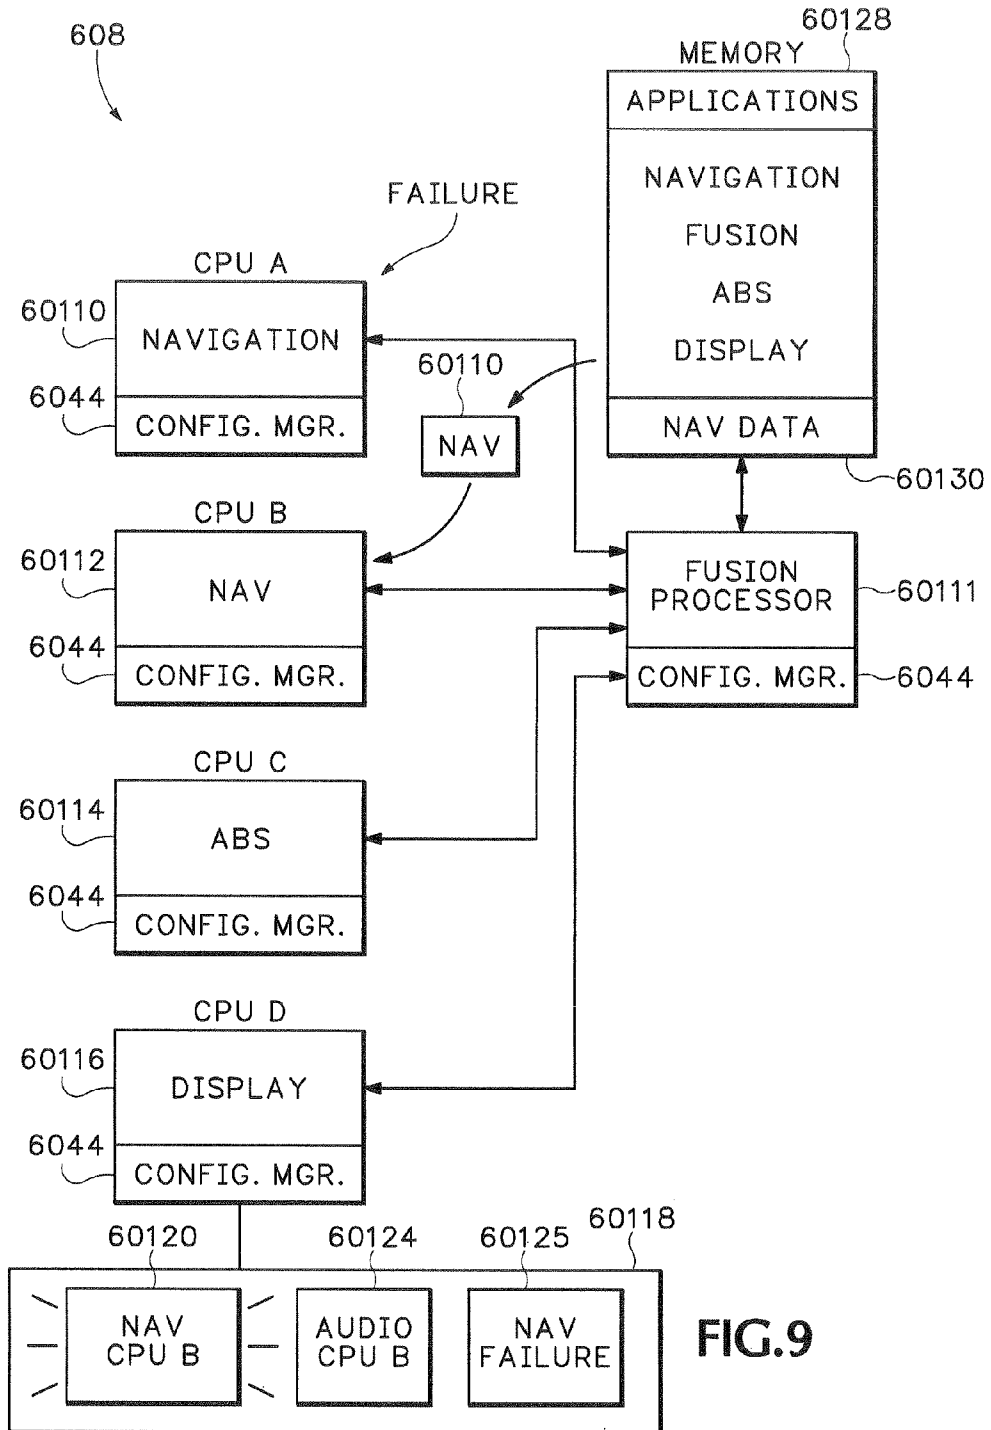 608
60128
MEMORY
APPLICATIONS
NAVIGATION
FUSION
ABS
DISPLAY
NAV DATA
60130
FAILURE
CPU A
60110
NAVIGATION
6044
CONFIG. MGR.
60110
NAV
CPU B
60112
NAV
6044
CONFIG. MGR.
FUSION
PROCESSOR
60111
CONFIG. MGR.
6044
CPU C
60114
ABS
6044
CONFIG. MGR.
CPU D
60116
DISPLAY
6044
CONFIG. MGR.
60120
60124
60125
60118
NAV
CPU B
AUDIO
CPU B
NAV
FAILURE
FIG.9